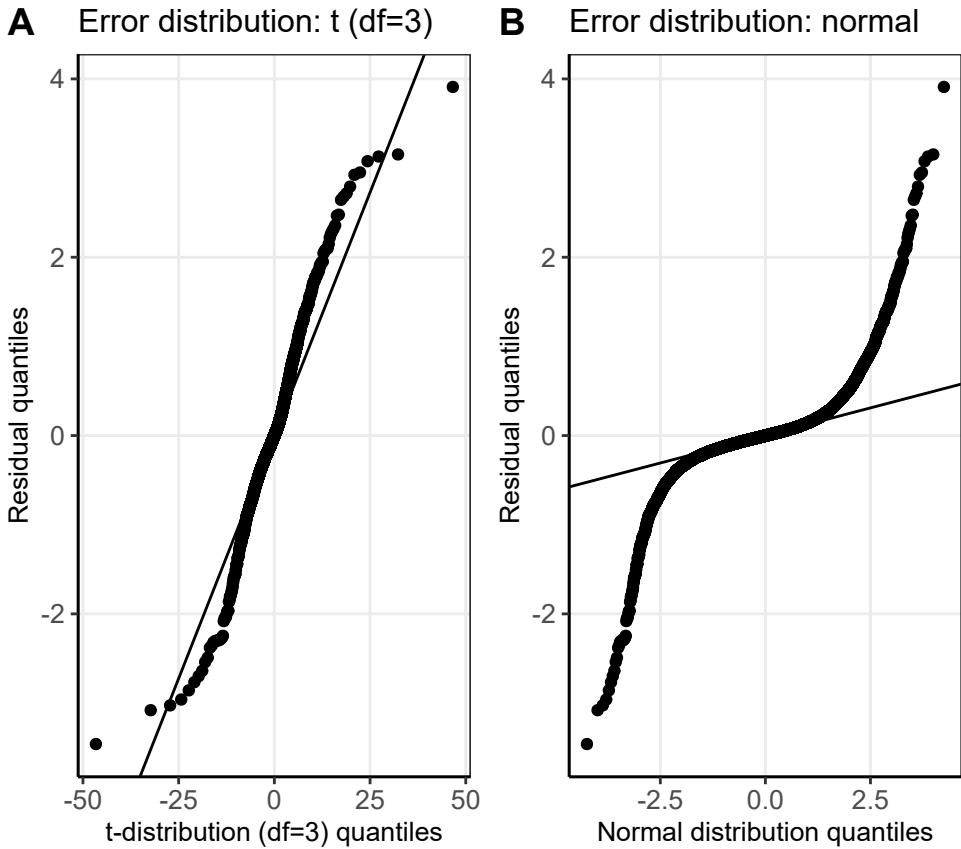 A Error distribution: t (df=3)
Residual quantiles
4
2
0
-2
-50 -25 0 25 50
t-distribution (df=3) quantiles
B Error distribution: normal
Residual quantiles
4
2
0
-2
-2.5 0.0 2.5
Normal distribution quantiles